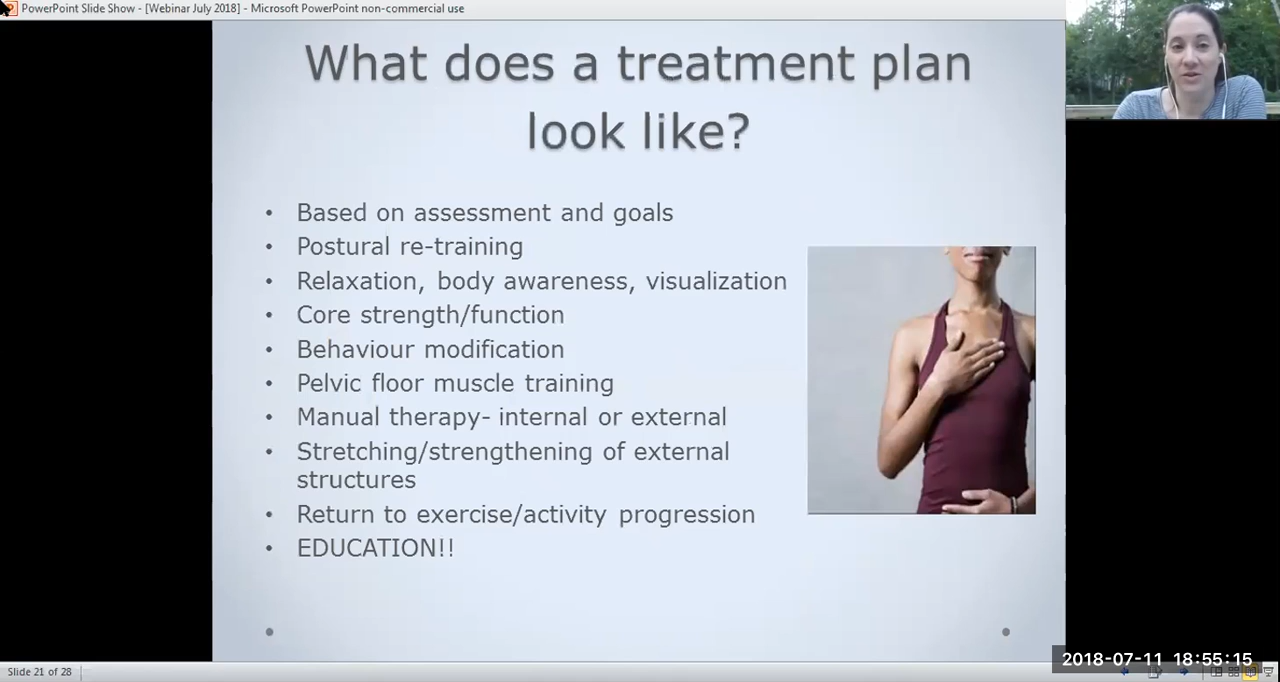 PowerPoint Slide Show - [Webinar July 2018] - Microsoft PowerPoint non-commercial use
What does a treatment plan
look like?
• Based on assessment and goals
• Postural re-training
• Relaxation, body awareness, visualization
• Core strength/function
• Behaviour modification
• Pelvic floor muscle training
• Manual therapy- internal or external
• Stretching/strengthening of external
structures
• Return to exercise/activity progression
• EDUCATION!!
2018-07-11 18:55:15
Slide 21 of 28